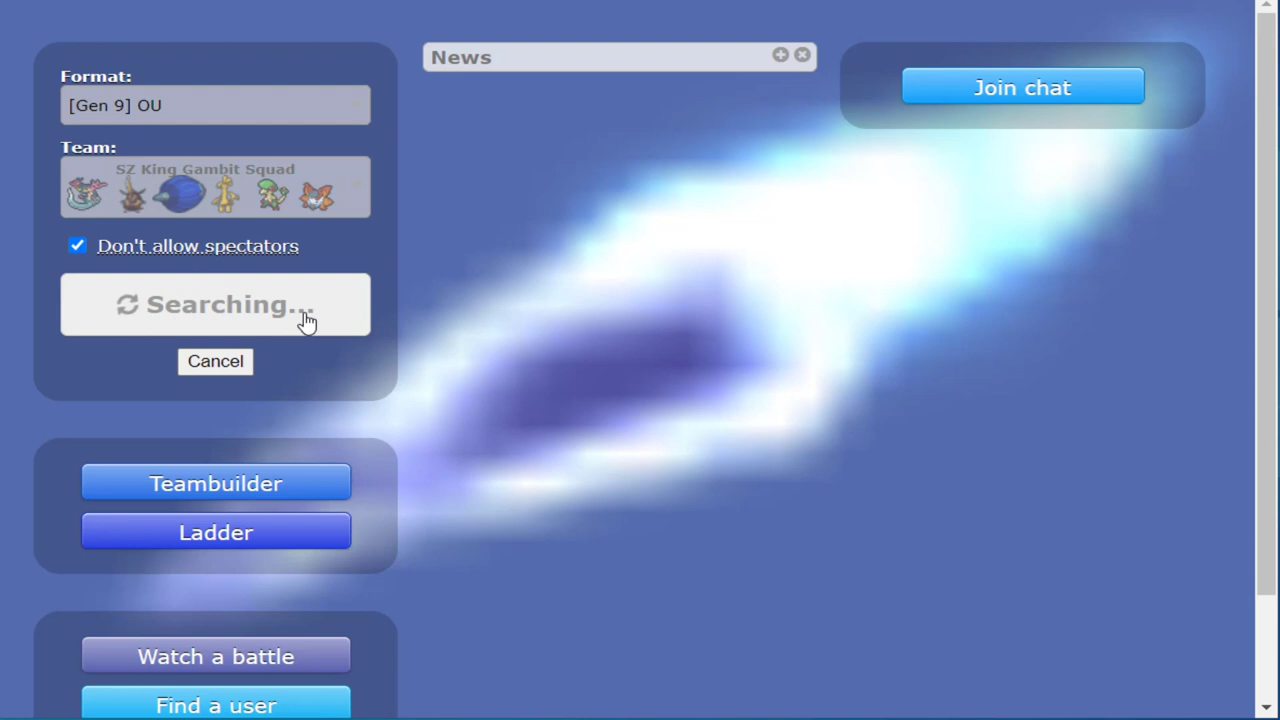 Format:
[Gen 9] OU
Team:
SZ King Gambit Squad
Don't allow spectators
Searching...
Cancel
Teambuilder
Ladder
Watch a battle
Find a user
News
Join chat